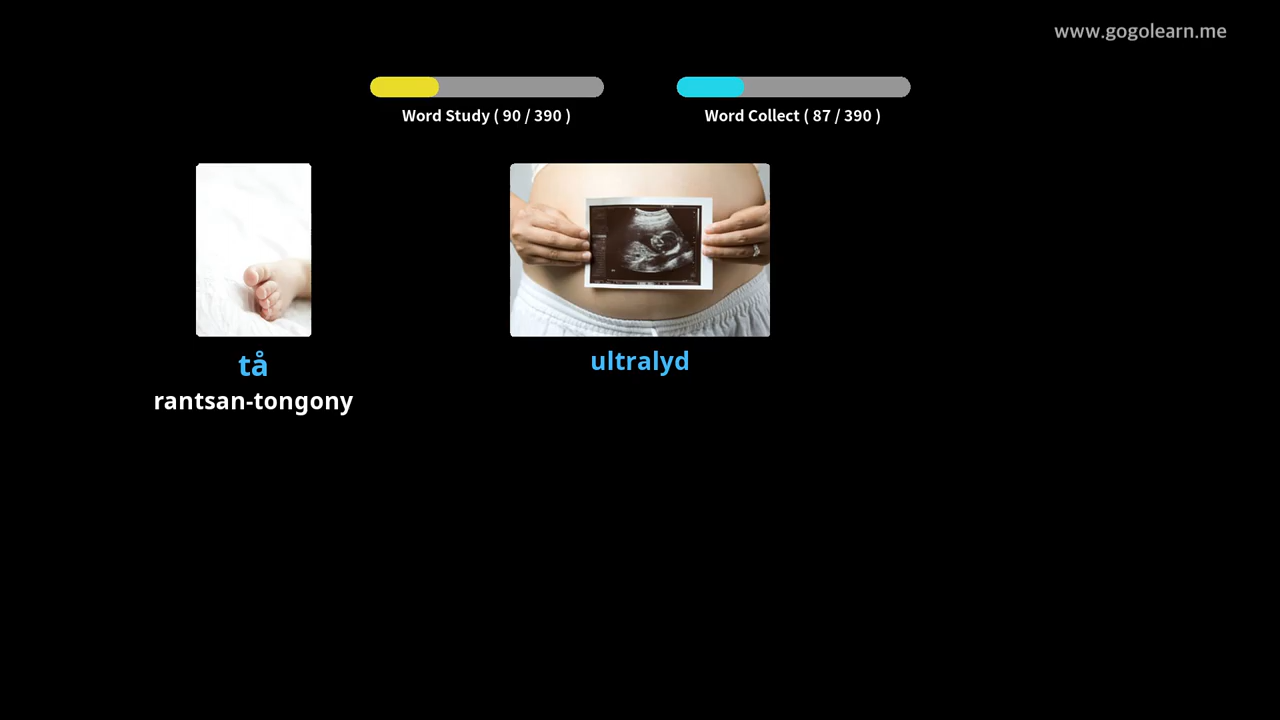 www.gogolearn.me
Word Study ( 90 / 390 )
Word Collect ( 87 / 390 )
tå
rantsan-tongony
ultralyd